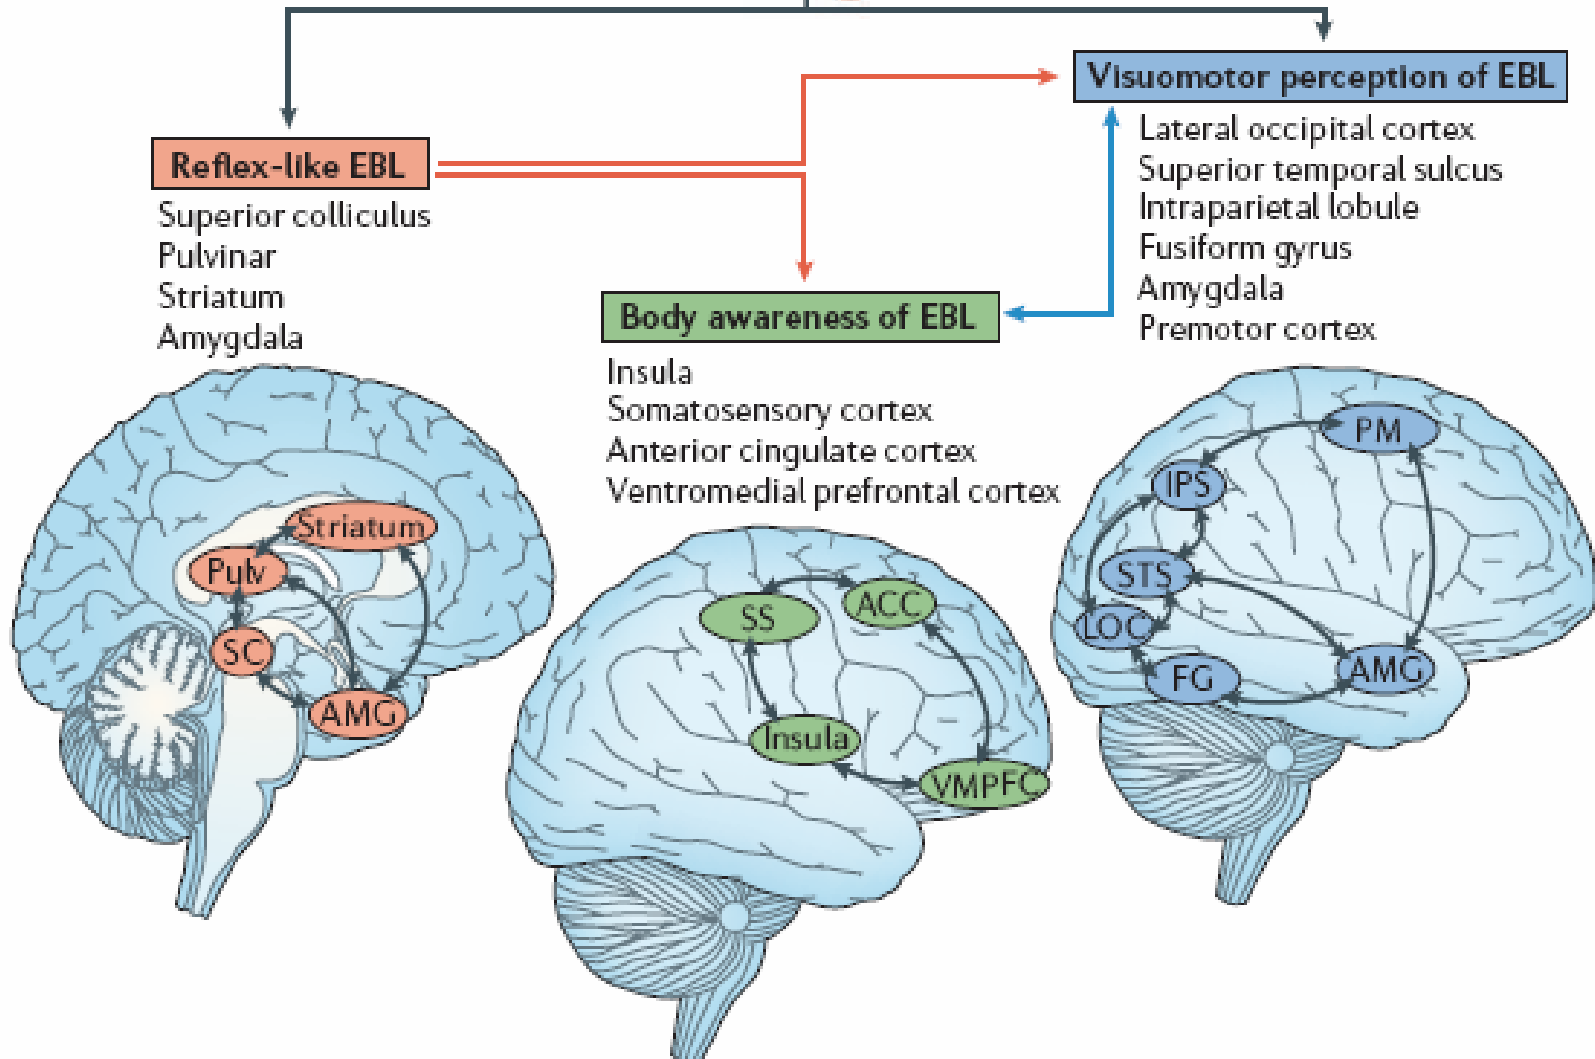 Visuomotor perception of EBL
Lateral occipital cortex
Superior temporal sulcus
Intraparietal lobule
Fusiform gyrus
Amygdala
Premotor cortex
Reflex-like EBL
Superior colliculus
Pulvinar
Striatum
Amygdala
Body awareness of EBL
Insula
Somatosensory cortex
Anterior cingulate cortex
Ventromedial prefrontal cortex
Striatum
Pulv
SC
AMG
SS
ACC
Insula
VMPFC
PM
IPS
STS
LOC
FG
AMG